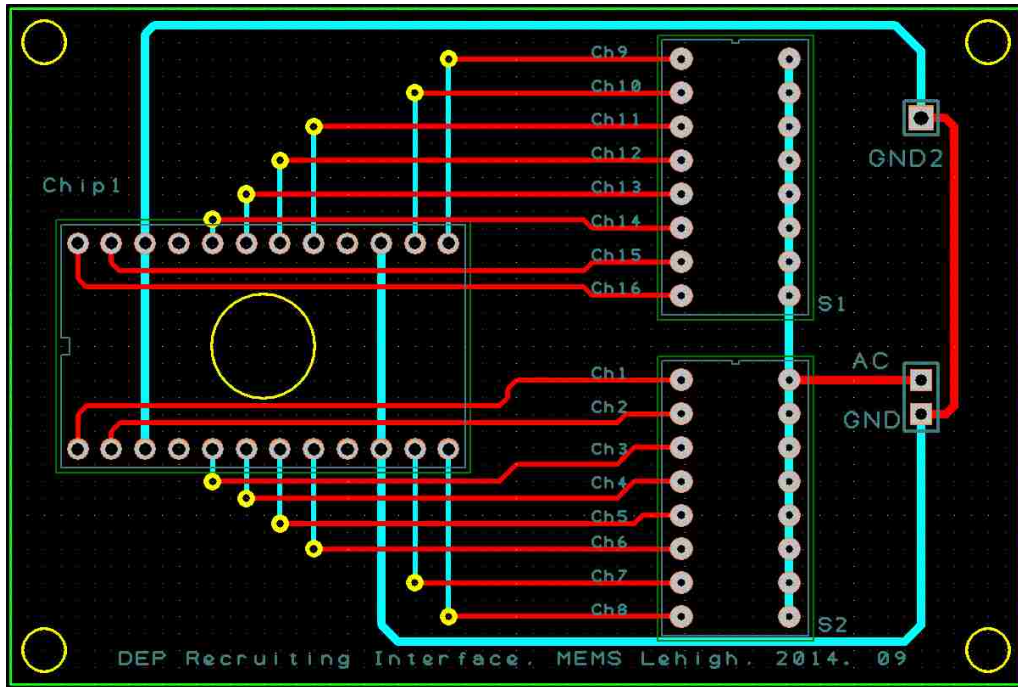 Ch9
Ch10
Ch11
Ch12
GND2
Chip1
Ch13
Ch14
Ch15
Ch16
S1
AC
Ch1
Ch2
GND
Ch3
Ch4
Ch5
Ch6
Ch7
Ch8
S2
DEP Recruiting Interface. MEMS Lehigh. 2014. 09